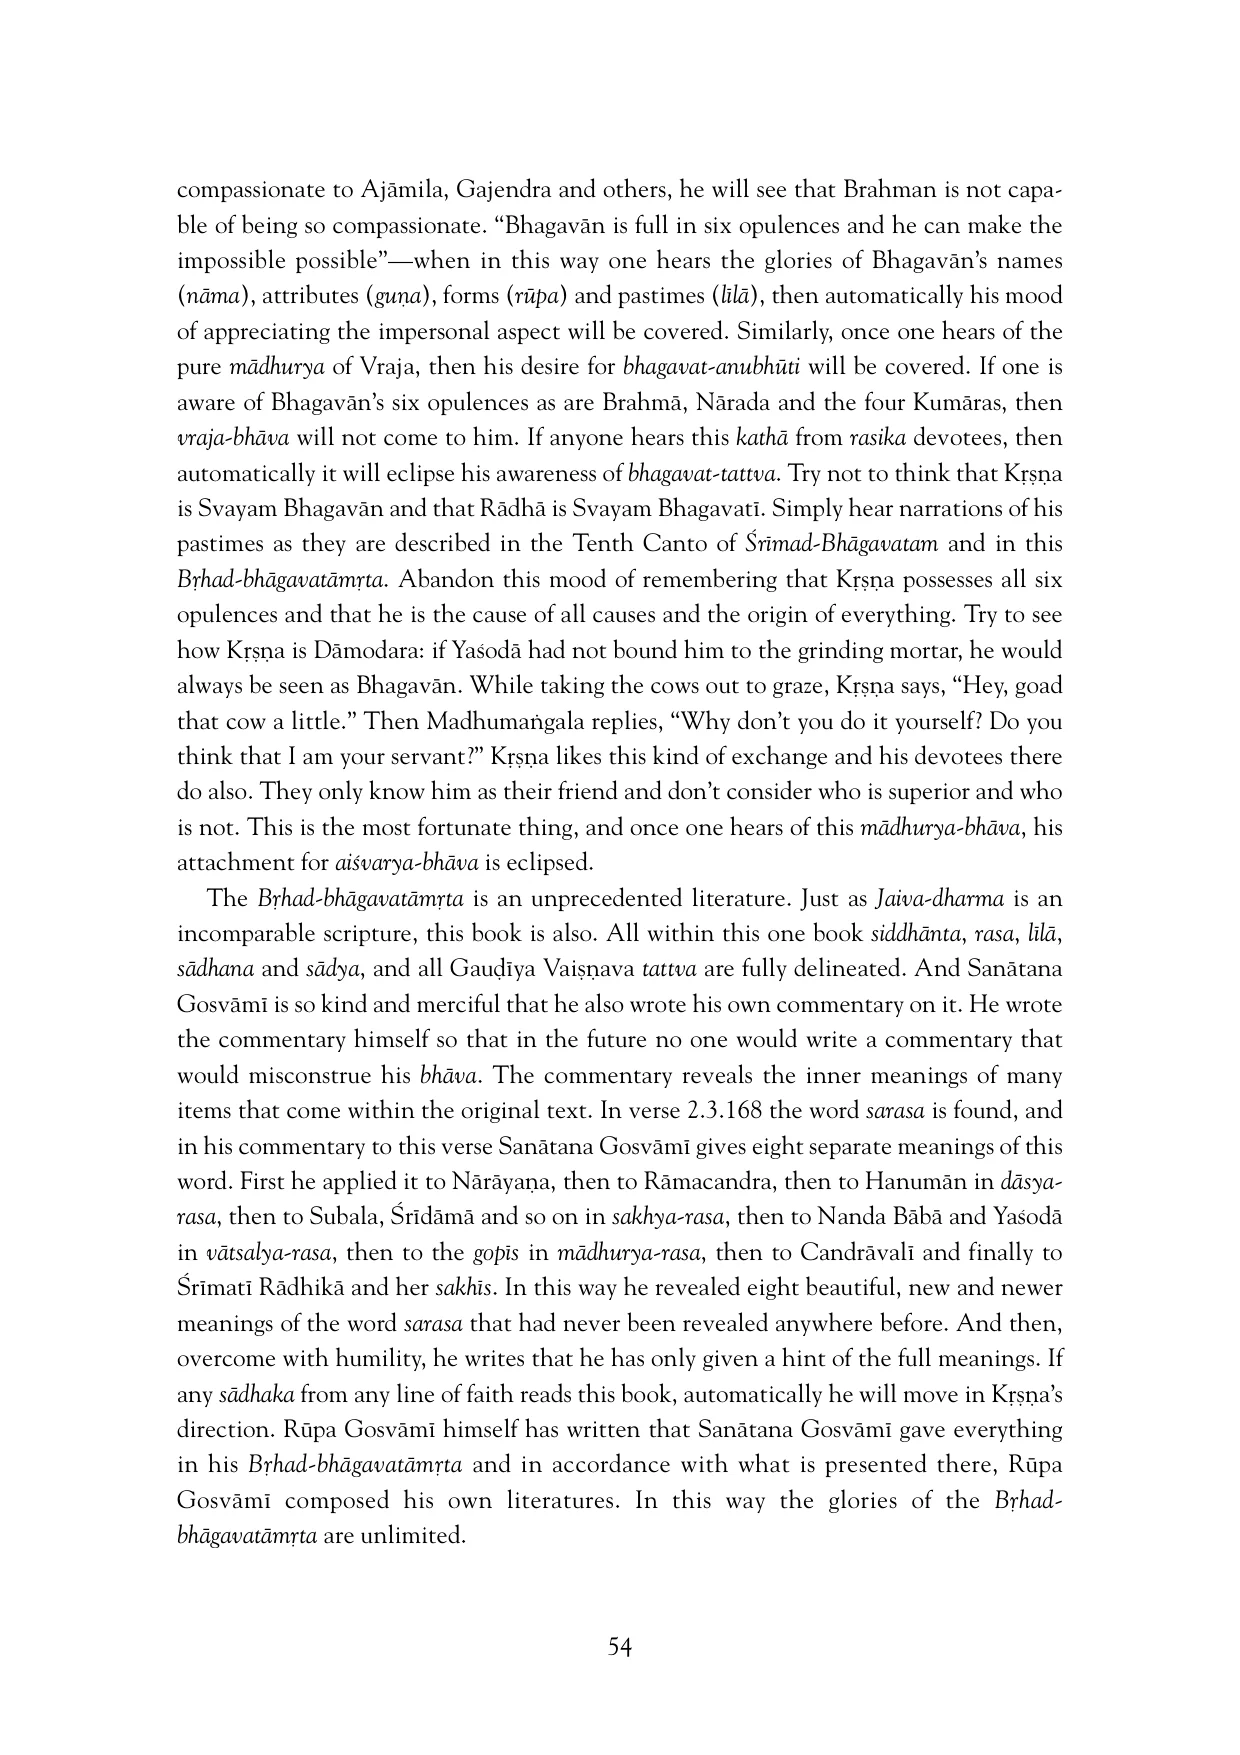 compassionate to Ajāmila, Gajendra and others, he will see that Brahman is not capa-
ble of being so compassionate. “Bhagavān is full in six opulences and he can make the
impossible possible”—when in this way one hears the glories of Bhagavān’s names
(nāma), attributes (guṇa), forms (rūpa) and pastimes (līlā), then automatically his mood
of appreciating the impersonal aspect will be covered. Similarly, once one hears of the
pure mādhurya of Vraja, then his desire for bhagavat-anubhūti will be covered. If one is
aware of Bhagavān’s six opulences as are Brahmā, Nārada and the four Kumāras, then
vraja-bhāva will not come to him. If anyone hears this kathā from rasika devotees, then
automatically it will eclipse his awareness of bhagavat-tattva. Try not to think that Kṛṣṇa
is Svayam Bhagavān and that Rādhā is Svayam Bhagavatī. Simply hear narrations of his
pastimes as they are described in the Tenth Canto of Śrīmad-Bhāgavatam and in this
Bṛhad-bhāgavatāmṛta. Abandon this mood of remembering that Kṛṣṇa possesses all six
opulences and that he is the cause of all causes and the origin of everything. Try to see
how Kṛṣṇa is Dāmodara: if Yaśodā had not bound him to the grinding mortar, he would
always be seen as Bhagavān. While taking the cows out to graze, Kṛṣṇa says, “Hey, goad
that cow a little.” Then Madhumaṅgala replies, “Why don’t you do it yourself? Do you
think that I am your servant?” Kṛṣṇa likes this kind of exchange and his devotees there
do also. They only know him as their friend and don’t consider who is superior and who
is not. This is the most fortunate thing, and once one hears of this mādhurya-bhāva, his
attachment for aiśvarya-bhāva is eclipsed.
The Bṛhad-bhāgavatāmṛta is an unprecedented literature. Just as Jaiva-dharma is an
incomparable scripture, this book is also. All within this one book siddhānta, rasa, līlā,
sādhana and sādya, and all Gauḍīya Vaiṣṇava tattva are fully delineated. And Sanātana
Gosvāmī is so kind and merciful that he also wrote his own commentary on it. He wrote
the commentary himself so that in the future no one would write a commentary that
would misconstrue his bhāva. The commentary reveals the inner meanings of many
items that come within the original text. In verse 2.3.168 the word sarasa is found, and
in his commentary to this verse Sanātana Gosvāmī gives eight separate meanings of this
word. First he applied it to Nārāyaṇa, then to Rāmacandra, then to Hanumān in dāsya-
rasa, then to Subala, Śrīdāmā and so on in sakhya-rasa, then to Nanda Bābā and Yaśodā
in vātsalya-rasa, then to the gopīs in mādhurya-rasa, then to Candrāvalī and finally to
Śrīmatī Rādhikā and her sakhīs. In this way he revealed eight beautiful, new and newer
meanings of the word sarasa that had never been revealed anywhere before. And then,
overcome with humility, he writes that he has only given a hint of the full meanings. If
any sādhaka from any line of faith reads this book, automatically he will move in Kṛṣṇa’s
direction. Rūpa Gosvāmī himself has written that Sanātana Gosvāmī gave everything
in his Bṛhad-bhāgavatāmṛta and in accordance with what is presented there, Rūpa
Gosvāmī composed his own literatures. In this way the glories of the Bṛhad-
bhāgavatāmṛta are unlimited.
54